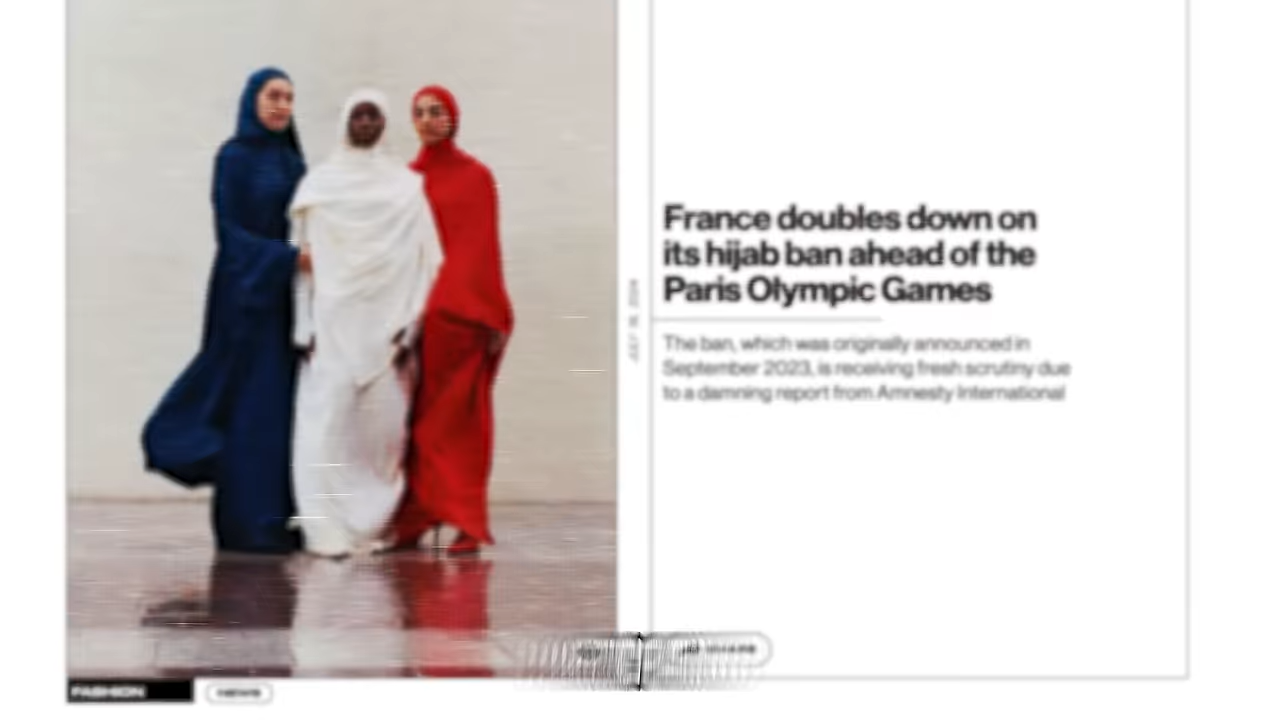 France doubles down on
its hijab ban ahead of the
Paris Olympic Games
The ban, which was originally announced in
September 2023, is receiving fresh scrutiny due
to a damning report from Amnesty International
FASHION
NEWS